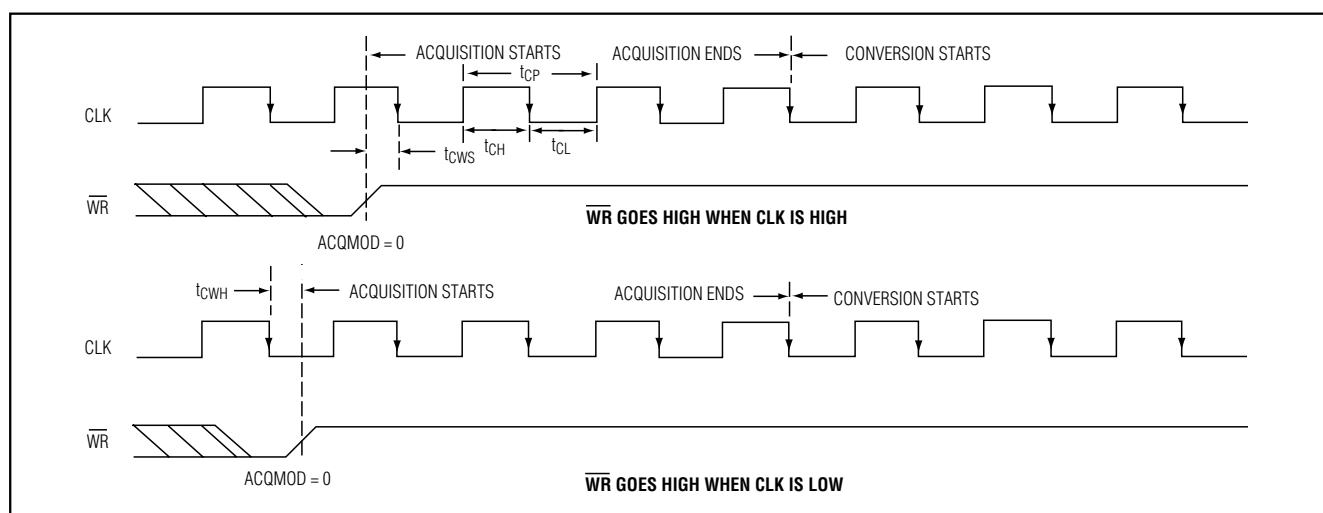 ACQUISITION STARTS ACQUISITION ENDS CONVERSION STARTS
tCP
CLK
tCH tCL
tCWS
WR
WR GOES HIGH WHEN CLK IS HIGH
ACQMOD = 0
tCWH ACQUISITION STARTS ACQUISITION ENDS CONVERSION STARTS
CLK
WR
ACQMOD = 0
WR GOES HIGH WHEN CLK IS LOW